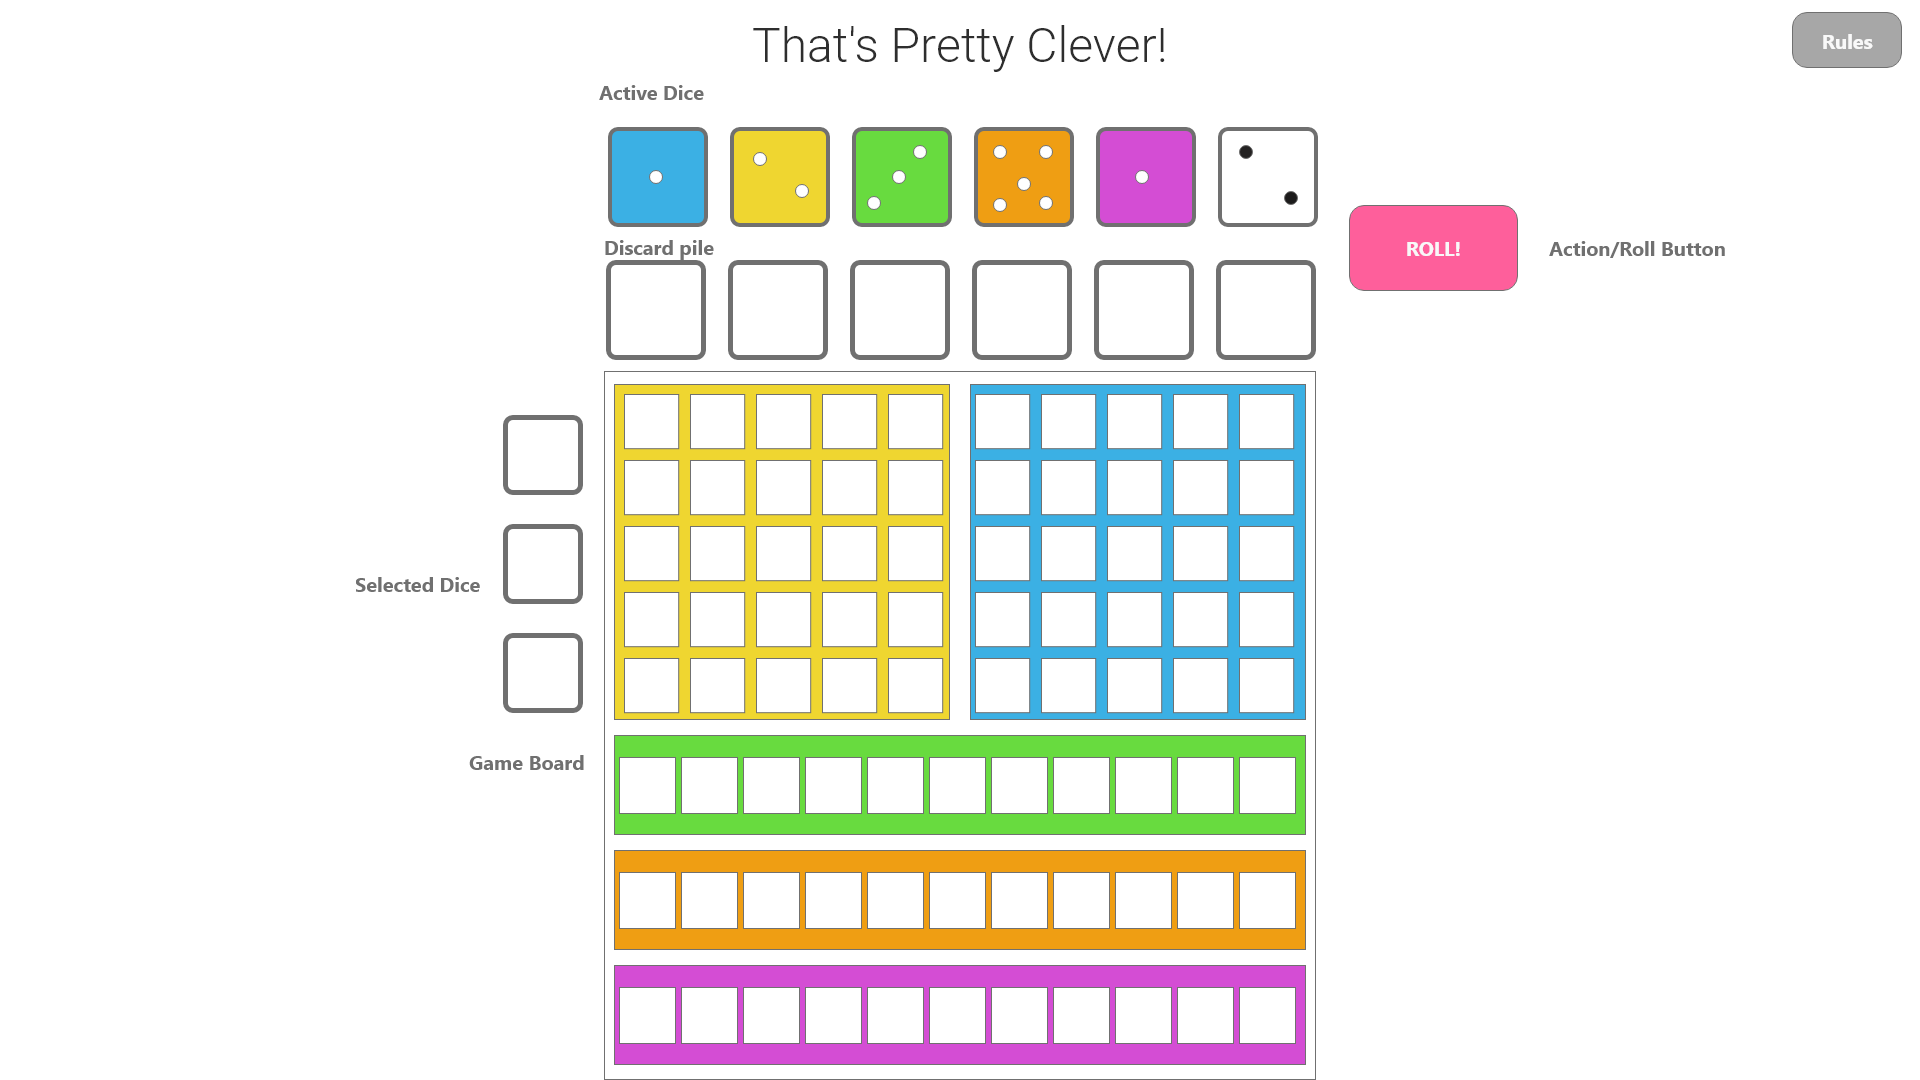 That's Pretty Clever!
Rules
Active Dice
Discard pile
ROLL!
Action/Roll Button
Selected Dice
Game Board